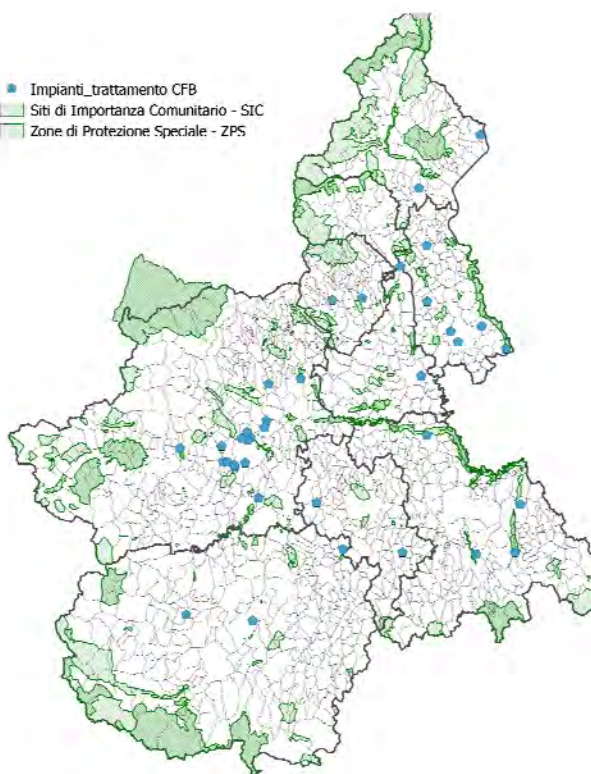 Impianti_trattamento CFB
Siti di Importanza Comunitario - SIC
Zone di Protezione Speciale - ZPS